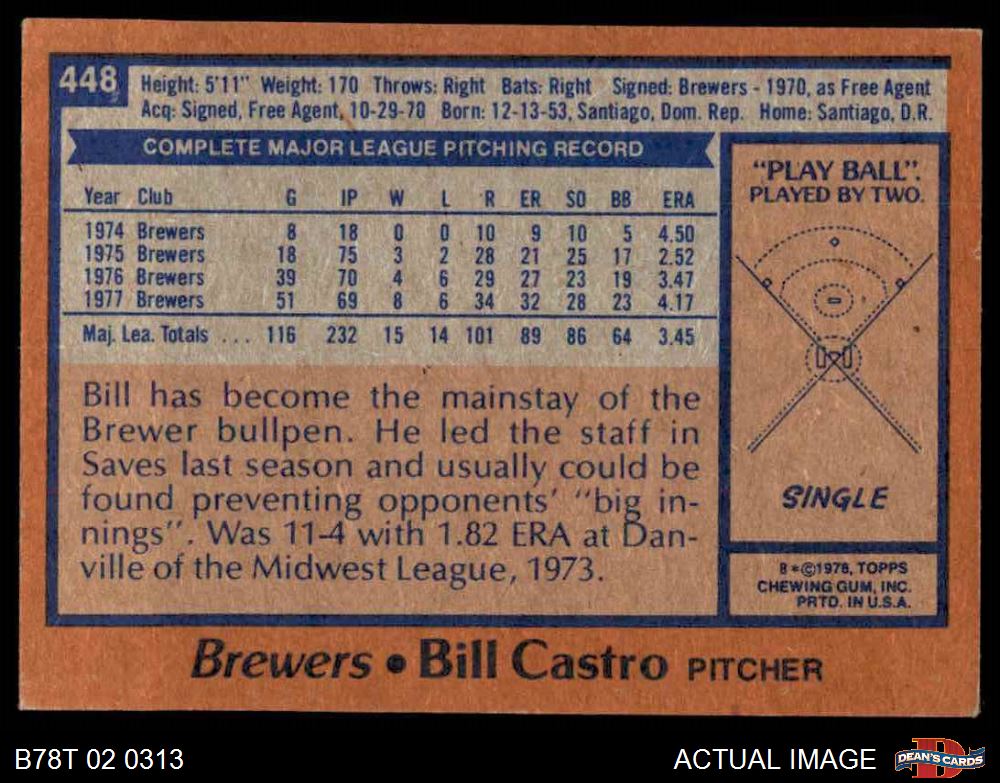 448
Height: 5'11" Weight: 170 Throws: Right Bats: Right Signed: Brewers - 1970, as Free Agent
Acq: Signed, Free Agent, 10-29-70 Born: 12-13-53, Santiago, Dom. Rep. Home: Santiago, D.R.
COMPLETE MAJOR LEAGUE PITCHING RECORD
Year Club G IP W L R ER SO BB ERA
1974 Brewers 8 18 0 0 10 9 10 5 4.50
1975 Brewers 18 75 3 2 28 21 25 17 2.52
1976 Brewers 39 70 4 6 29 27 23 19 3.47
1977 Brewers 51 69 8 6 34 32 28 23 4.17
Maj. Lea. Totals ... 116 232 15 14 101 89 86 64 3.45
Bill has become the mainstay of the
Brewer bullpen. He led the staff in
Saves last season and usually could be
found preventing opponents' "big in-
nings". Was 11-4 with 1.82 ERA at Dan-
ville of the Midwest League, 1973.
"PLAY BALL".
PLAYED BY TWO.
SINGLE
B*©1978, TOPPS
CHEWING GUM, INC.
PRTD. IN U.S.A.
Brewers • Bill Castro PITCHER
B78T 02 0313
ACTUAL IMAGE
DEAN'S CARDS